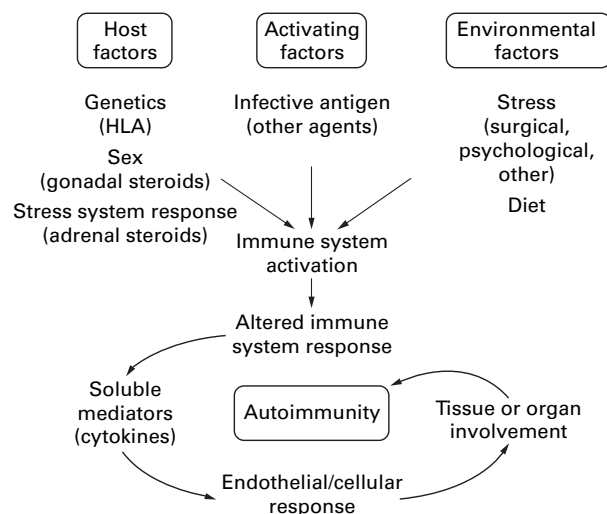 Host
factors
Activating
factors
Environmental
factors
Genetics
(HLA)
Sex
(gonadal steroids)
Stress system response
(adrenal steroids)
Infective antigen
(other agents)
Stress
(surgical,
psychological,
other)
Diet
Immune system
activation
Altered immune
system response
Soluble
mediators
(cytokines)
Autoimmunity
Tissue or organ
involvement
Endothelial/cellular
response